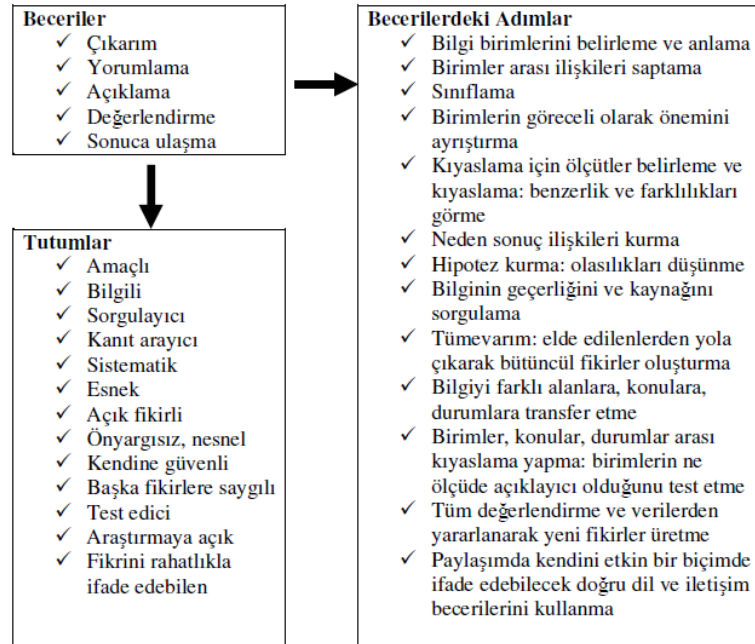 Beceriler
✓ Çıkarım
✓ Yorumlama
✓ Açıklama
✓ Değerlendirme
✓ Sonuca ulaşma
Tutumlar
✓ Amaçlı
✓ Bilgili
✓ Sorgulayıcı
✓ Kanıt arayıcı
✓ Sistematik
✓ Esnek
✓ Açık fikirli
✓ Önyargısız, nesnel
✓ Kendine güvenli
✓ Başka fikirlere saygılı
✓ Test edici
✓ Araştırmaya açık
✓ Fikrini rahatlıkla
ifade edebilen
Becerilerdeki Adımlar
✓ Bilgi birimlerini belirleme ve anlama
✓ Birimler arası ilişkileri saptama
✓ Sınıflama
✓ Birimlerin göreceli olarak önemini
ayrıştırma
✓ Kıyaslama için ölçütler belirleme ve
kıyaslama: benzerlik ve farklılıkları
görme
✓ Neden sonuç ilişkileri kurma
✓ Hipotez kurma: olasılıkları düşünme
✓ Bilginin geçerliğini ve kaynağını
sorgulama
✓ Tümevarım: elde edilenlerden yola
çıkarak bütüncül fikirler oluşturma
✓ Bilgiyi farklı alanlara, konulara,
durumlara transfer etme
✓ Birimler, konular, durumlar arası
kıyaslama yapma: birimlerin ne
ölçüde açıklayıcı olduğunu test etme
✓ Tüm değerlendirme ve verilerden
yararlanarak yeni fikirler üretme
✓ Paylaşımda kendini etkin bir biçimde
ifade edebilecek doğru dil ve iletişim
becerilerini kullanma